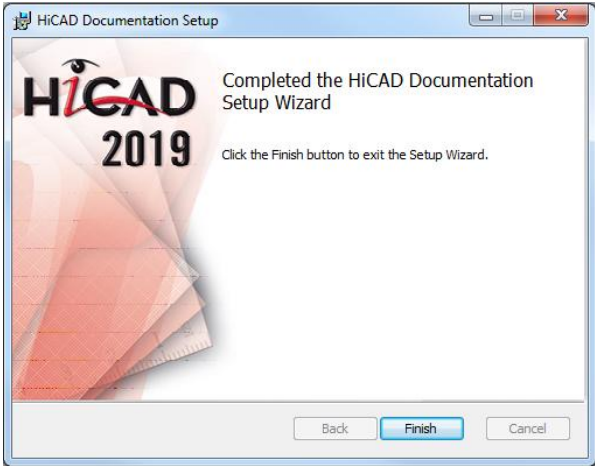 HiCAD Documentation Setup
HiCAD
2019
Completed the HiCAD Documentation
Setup Wizard
Click the Finish button to exit the Setup Wizard.
Back
Finish
Cancel